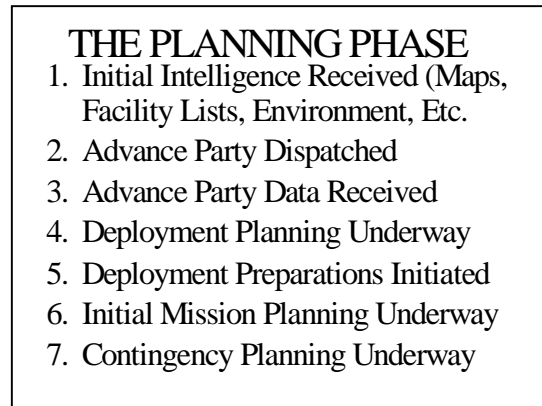 THE PLANNING PHASE
1. Initial Intelligence Received (Maps,
Facility Lists, Environment, Etc.
2. Advance Party Dispatched
3. Advance Party Data Received
4. Deployment Planning Underway
5. Deployment Preparations Initiated
6. Initial Mission Planning Underway
7. Contingency Planning Underway